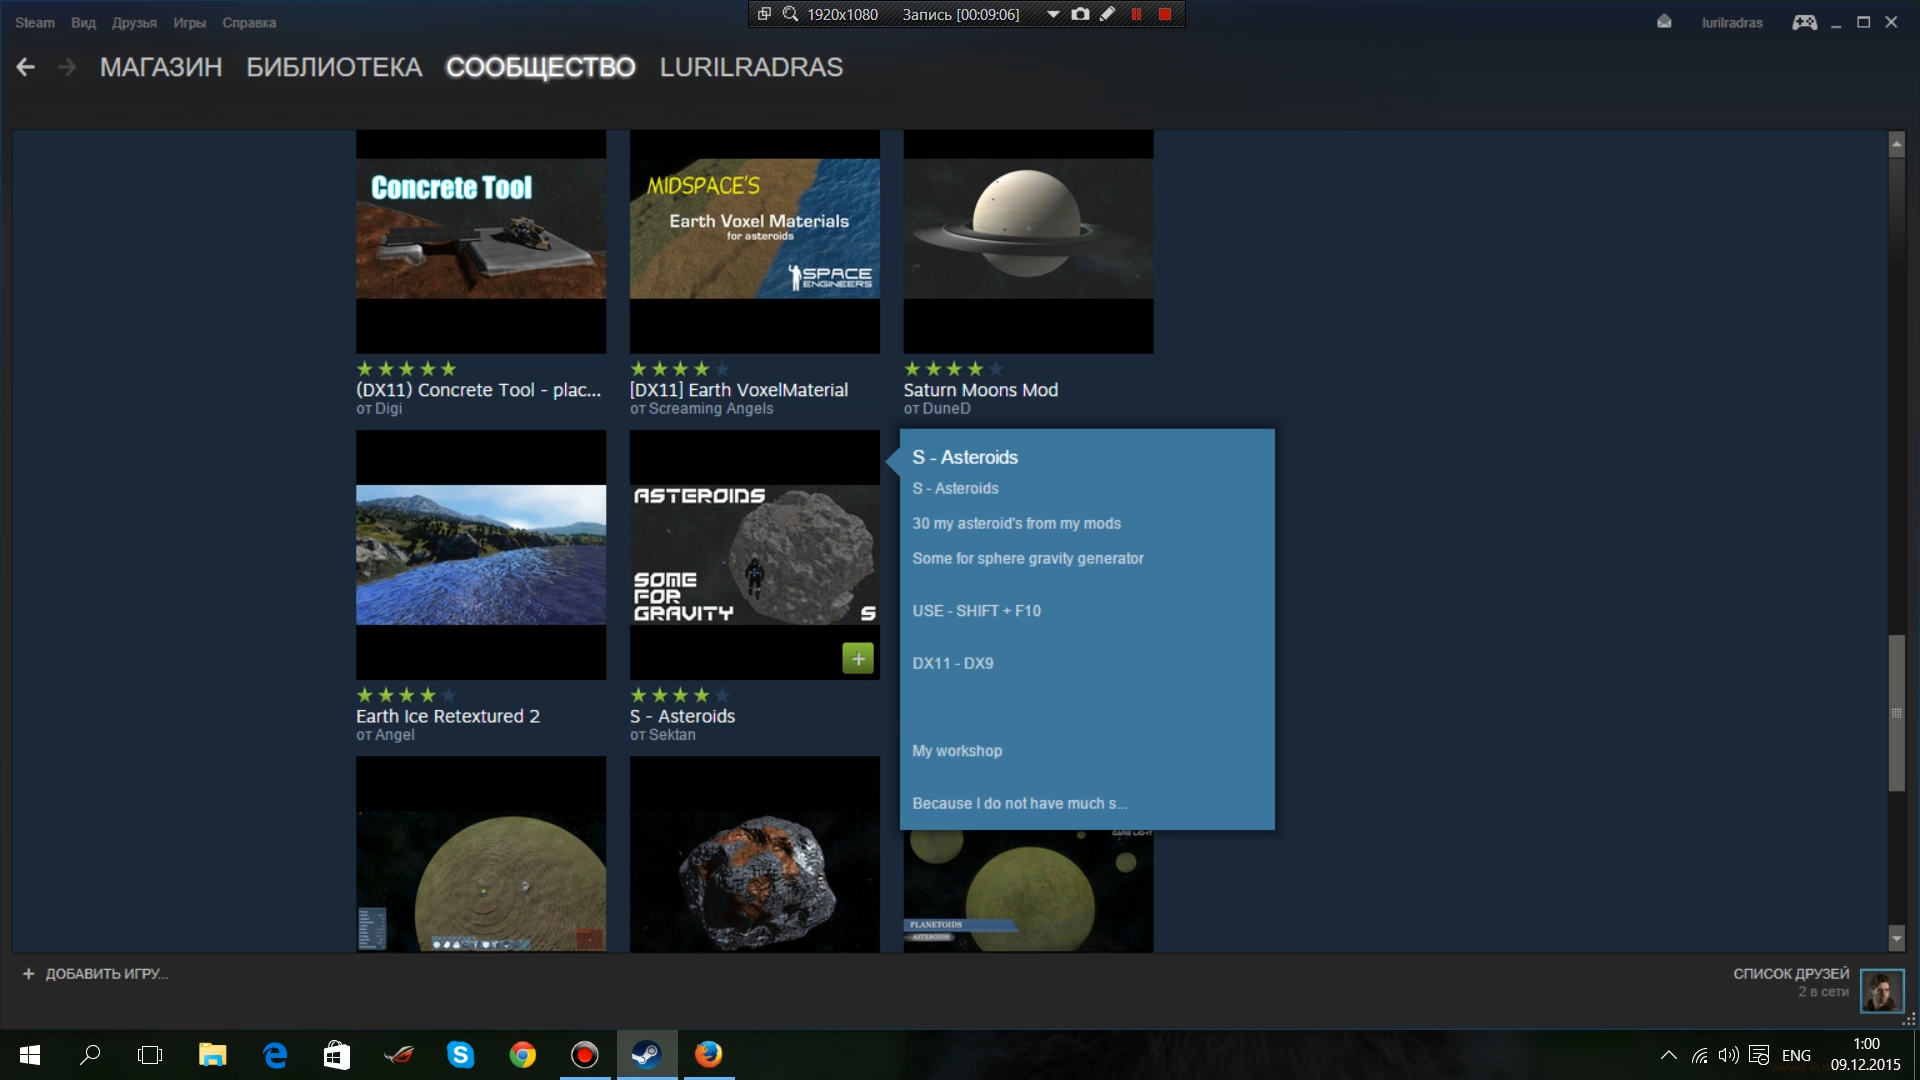 1920x1080 Запись [00:09:06]
Steam Вид Друзья Игры Справка
lurilradras
МАГАЗИН БИБЛИОТЕКА СООБЩЕСТВО LURILRADRAS
Concrete Tool
MIDSPACE'S
Earth Voxel Materials
for asteroids
SPACE
ENGINEERS
(DX11) Concrete Tool - plac...
от Digi
[DX11] Earth VoxelMaterial
от Screaming Angels
Saturn Moons Mod
от DuneD
ASTEROIDS
SOME
FOR
GRAVITY
S
Earth Ice Retextured 2
от Angel
S - Asteroids
от Sektan
S - Asteroids
S - Asteroids
30 my asteroid's from my mods
Some for sphere gravity generator
USE - SHIFT + F10
DX11 - DX9
My workshop
Because I do not have much s...
GAME LIGHT
PLANETOIDS
ASTEROIDS
+ ДОБАВИТЬ ИГРУ...
СПИСОК ДРУЗЕЙ
2 в сети
ENG
1:00
09.12.2015